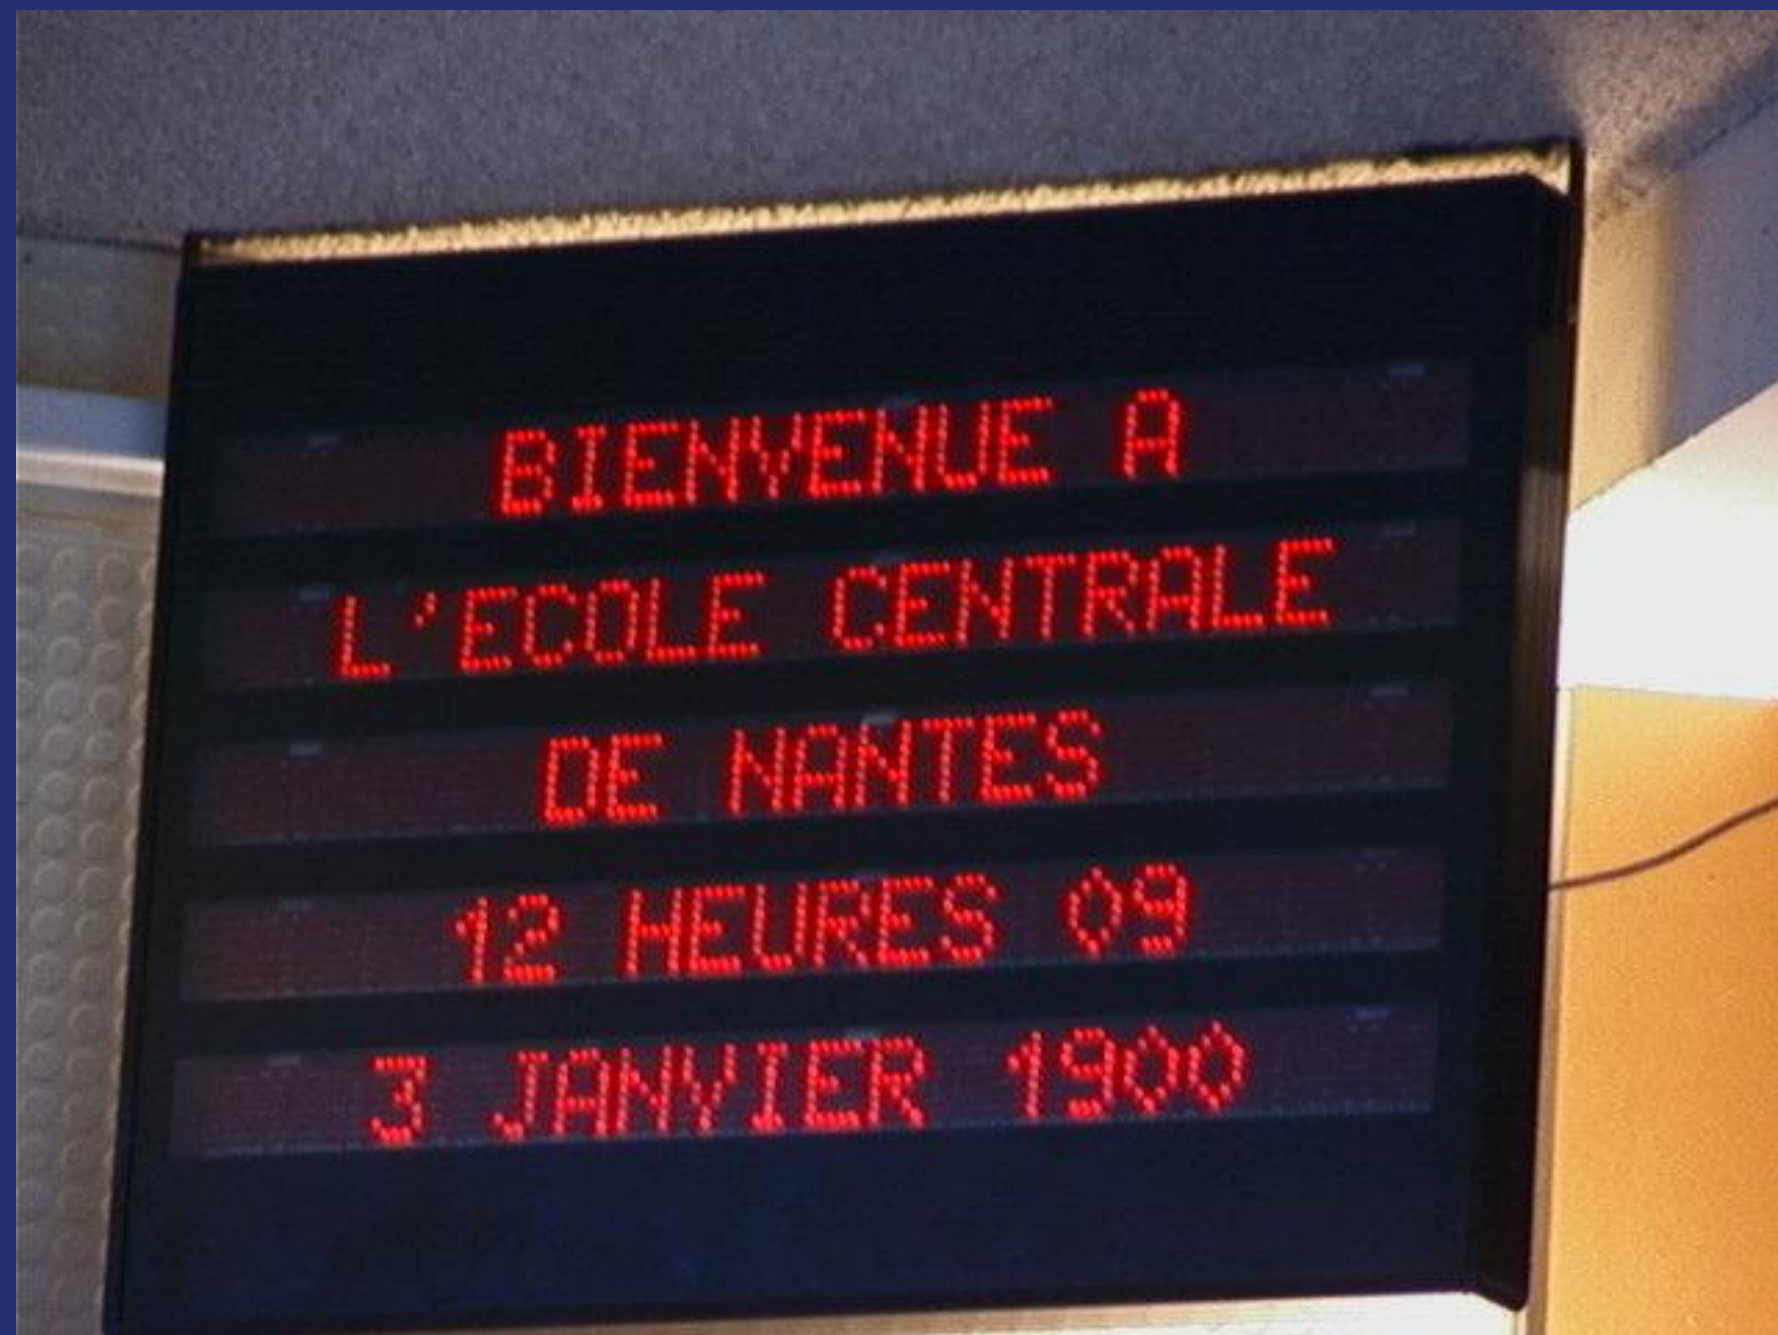 BIENVENUE A
L'ECOLE CENTRALE
DE NANTES
12 HEURES 09
3 JANVIER 1900